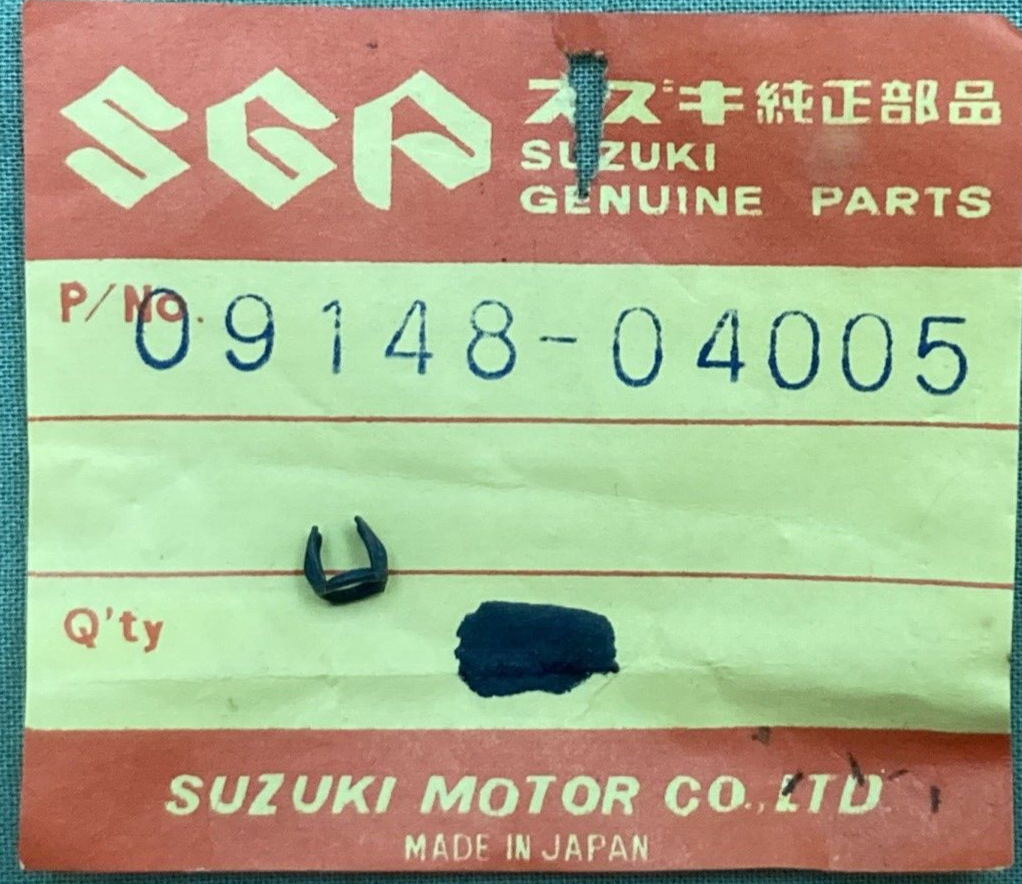 SGP
スズキ純正部品
SUZUKI
GENUINE PARTS
P/No. 09148-04005
Q'ty
SUZUKI MOTOR CO.,LTD
MADE IN JAPAN